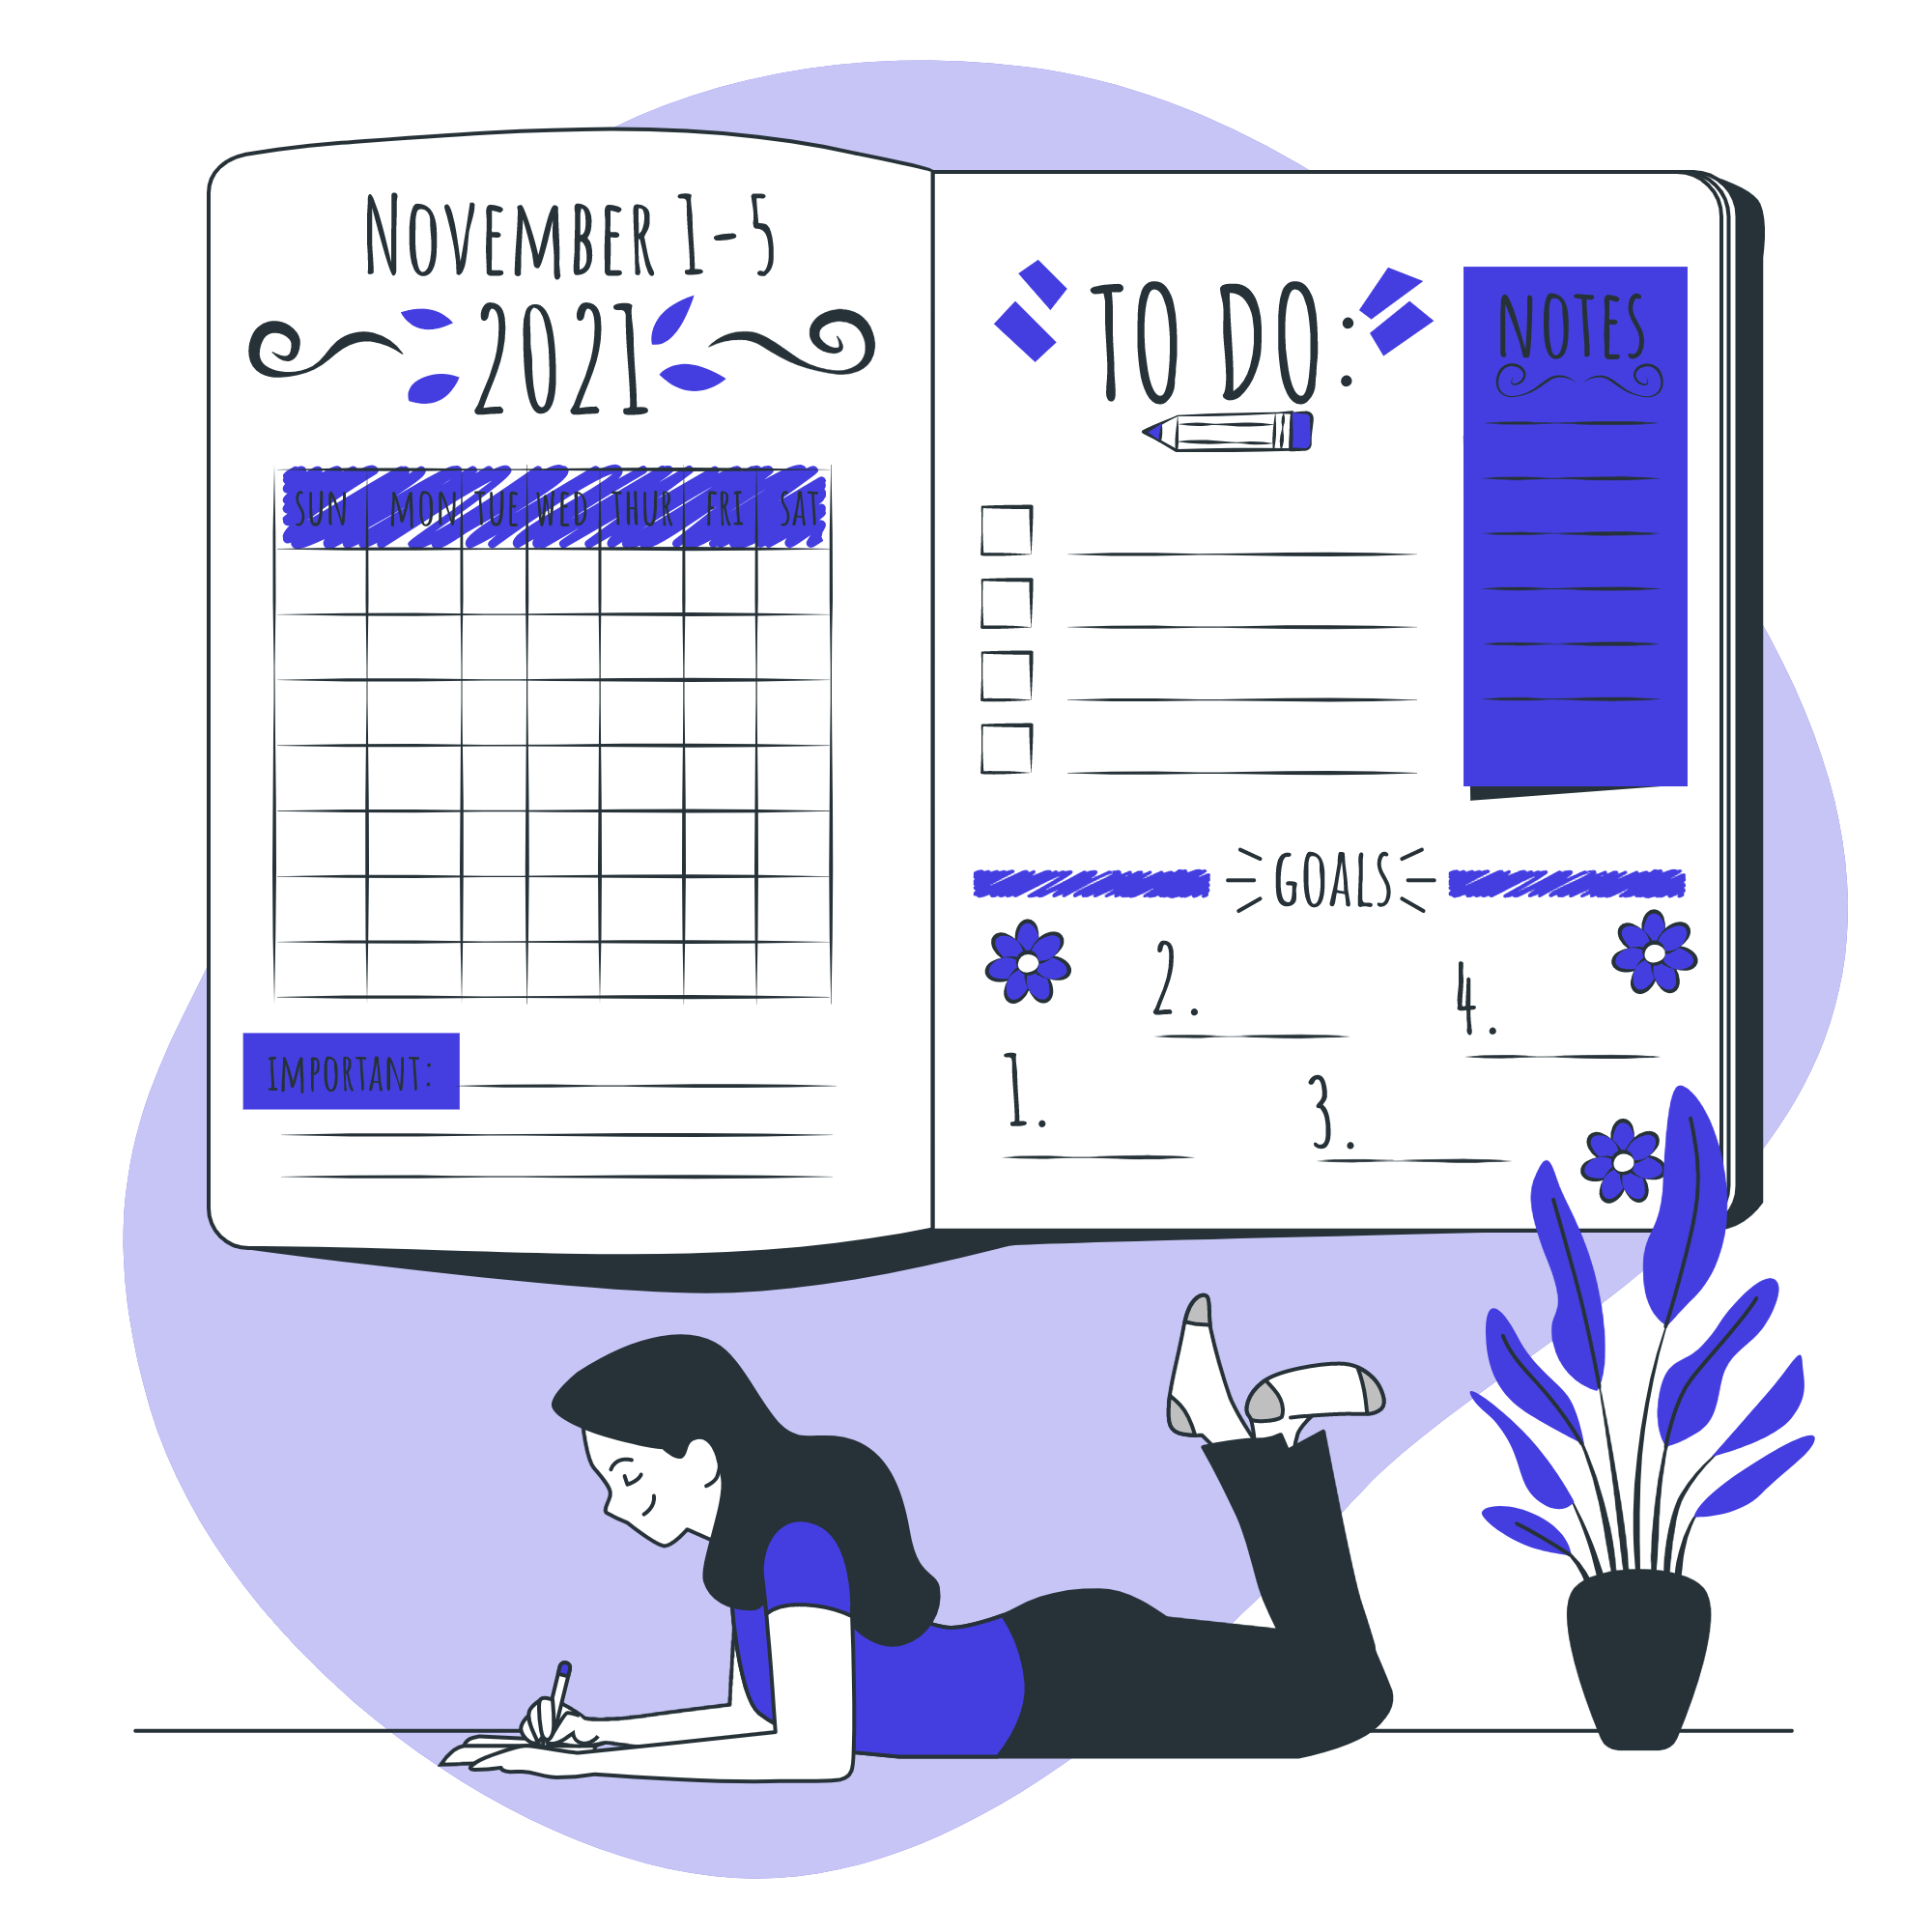 NOVEMBER 1-5
2021
SUN MON TUE WED THUR FRI SAT
IMPORTANT:
TO DO:
NOTES
GOALS
1.
2.
3.
4.